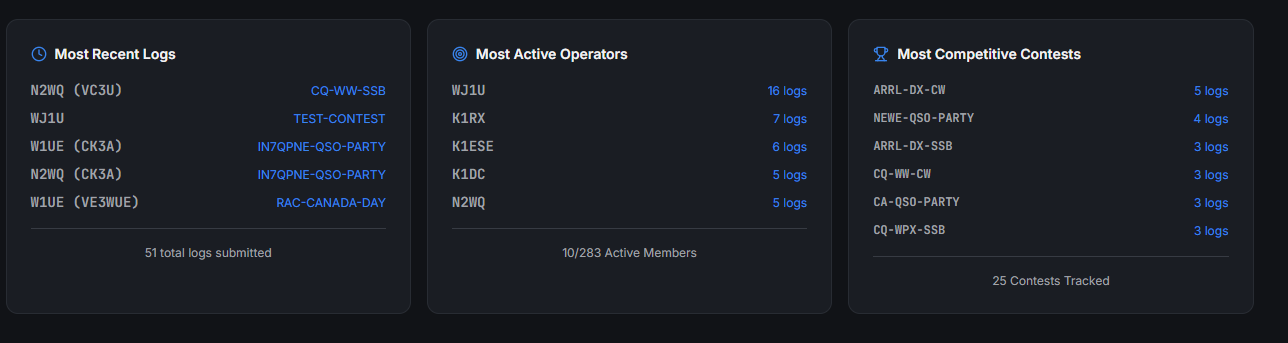 Most Recent Logs
N2WQ (VC3U) CQ-WW-SSB
WJ1U TEST-CONTEST
W1UE (CK3A) IN7QPNE-QSO-PARTY
N2WQ (CK3A) IN7QPNE-QSO-PARTY
W1UE (VE3WUE) RAC-CANADA-DAY
51 total logs submitted
Most Active Operators
WJ1U 16 logs
K1RX 7 logs
K1ESE 6 logs
K1DC 5 logs
N2WQ 5 logs
10/283 Active Members
Most Competitive Contests
ARRL-DX-CW 5 logs
NEWE-QSO-PARTY 4 logs
ARRL-DX-SSB 3 logs
CQ-WW-CW 3 logs
CA-QSO-PARTY 3 logs
CQ-WPX-SSB 3 logs
25 Contests Tracked